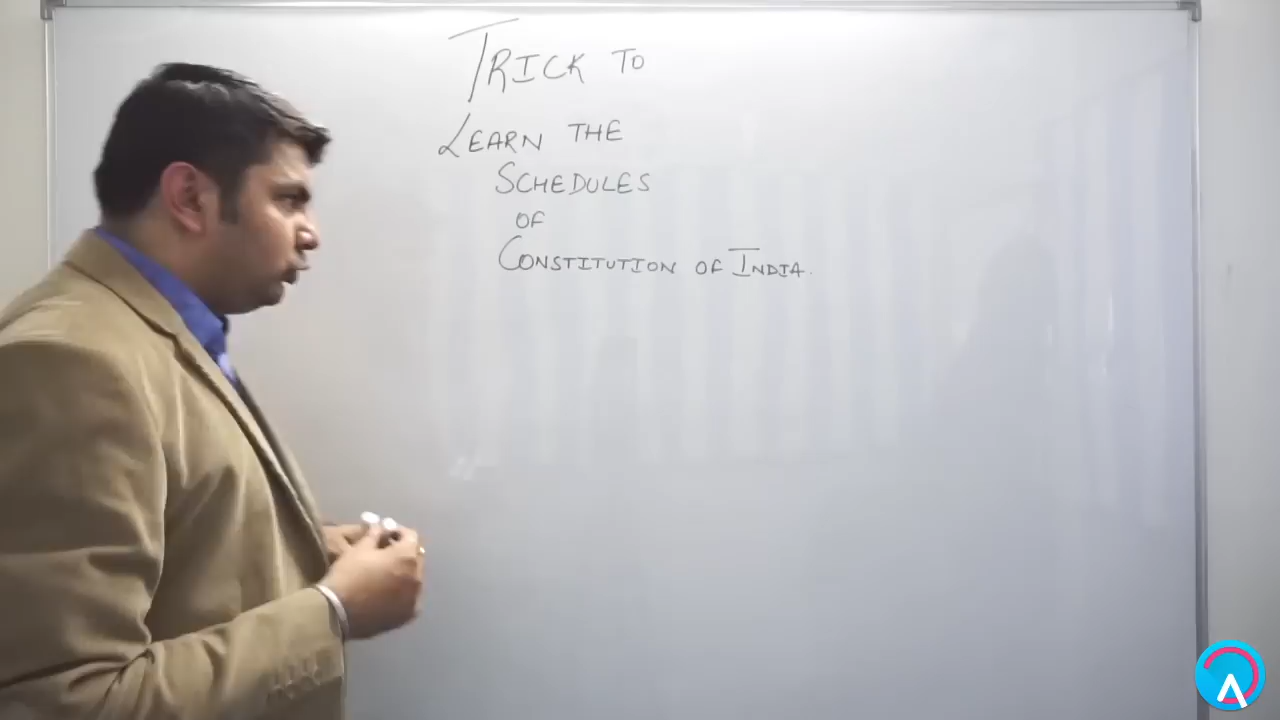 TRICK TO
LEARN THE
SCHEDULES
OF
CONSTITUTION OF INDIA.